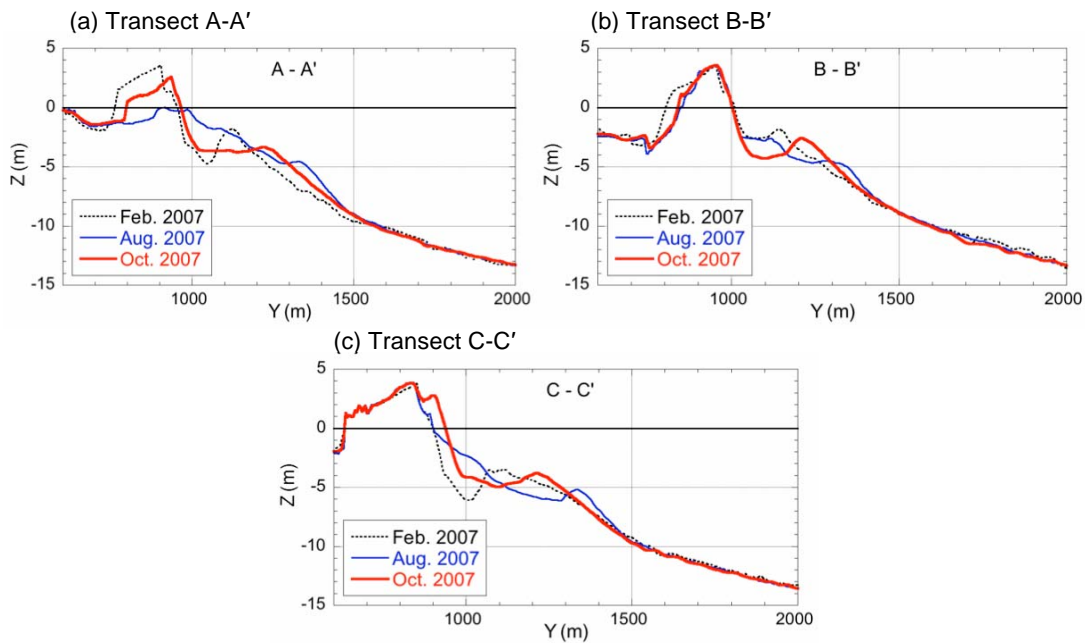 (a) Transect A-A′
(b) Transect B-B′
A - A'
B - B'
5
0
-5
-10
-15
Z (m)
Feb. 2007
Aug. 2007
Oct. 2007
1000
1500
2000
Y (m)
5
0
-5
-10
-15
Z (m)
Feb. 2007
Aug. 2007
Oct. 2007
1000
1500
2000
Y (m)
(c) Transect C-C′
C - C'
5
0
-5
-10
-15
Z (m)
Feb. 2007
Aug. 2007
Oct. 2007
1000
1500
2000
Y (m)